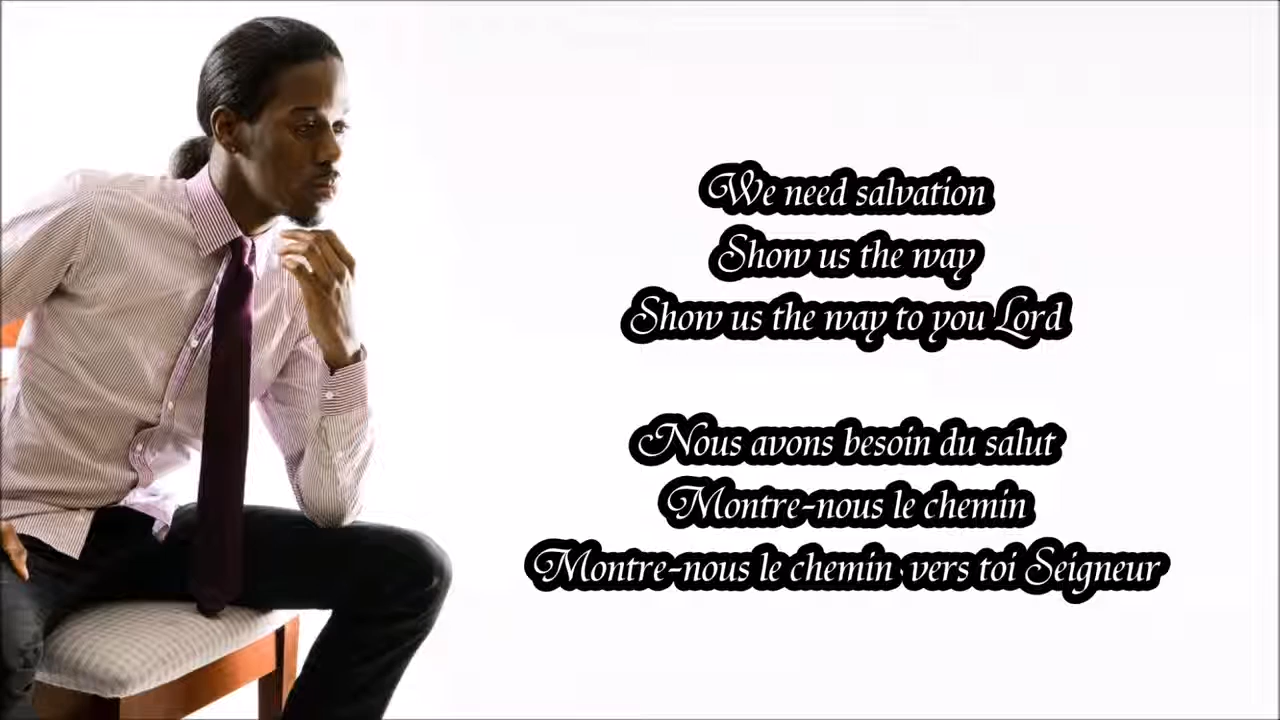 We need salvation
Show us the way
Show us the way to you Lord
Nous avons besoin du salut
Montre-nous le chemin
Montre-nous le chemin vers toi Seigneur